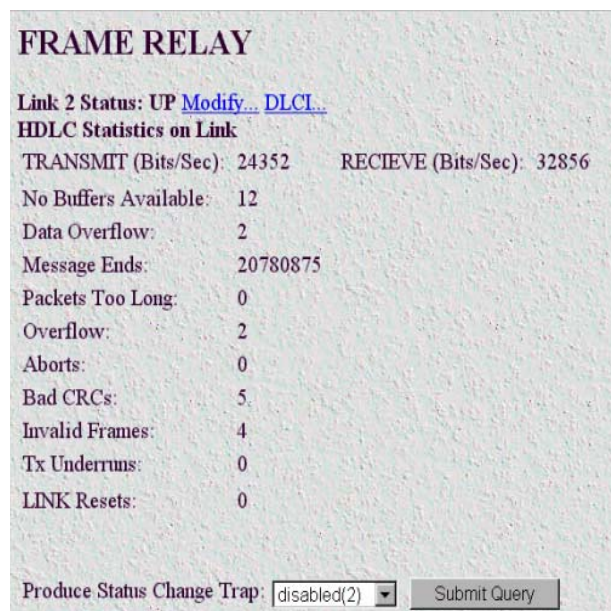 FRAME RELAY
Link 2 Status: UP Modify... DLCI...
HDLC Statistics on Link
TRANSMIT (Bits/Sec): 24352 RECIEVE (Bits/Sec): 32856
No Buffers Available: 12
Data Overflow: 2
Message Ends: 20780875
Packets Too Long: 0
Overflow: 2
Aborts: 0
Bad CRCs: 5
Invalid Frames: 4
Tx Underruns: 0
LINK Resets: 0
Produce Status Change Trap: disabled(2) Submit Query